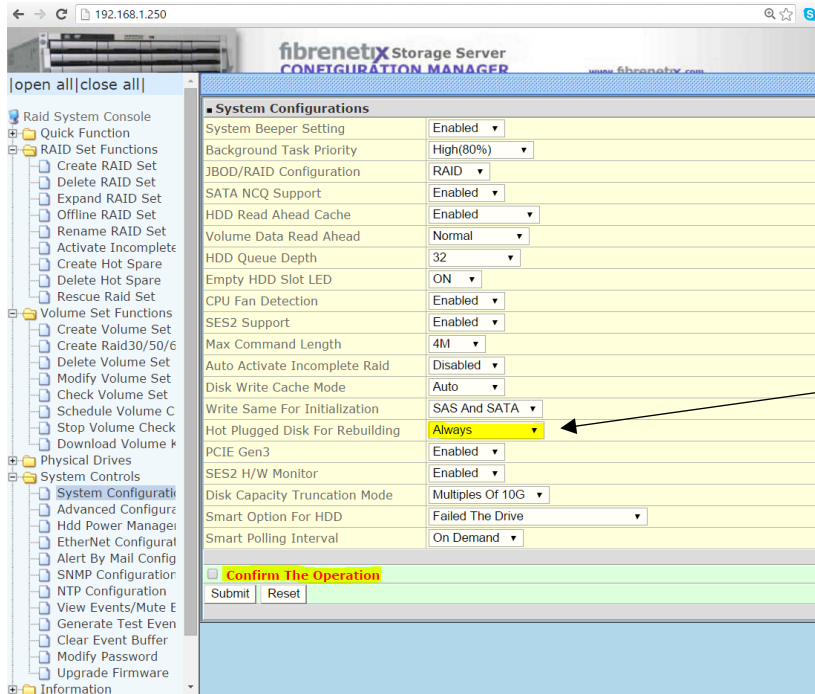 192.168.1.250
fibrenetix Storage Server
CONFIGURATION MANAGER
www.fibrenetix.com
|open all|close all|
Raid System Console
Quick Function
RAID Set Functions
Create RAID Set
Delete RAID Set
Expand RAID Set
Offline RAID Set
Rename RAID Set
Activate Incomplete
Create Hot Spare
Delete Hot Spare
Rescue Raid Set
Volume Set Functions
Create Volume Set
Create Raid30/50/6
Delete Volume Set
Modify Volume Set
Check Volume Set
Schedule Volume C
Stop Volume Check
Download Volume K
Physical Drives
System Controls
System Configuratio
Advanced Configura
Hdd Power Manager
EtherNet Configurat
Alert By Mail Config
SNMP Configuration
NTP Configuration
View Events/Mute B
Generate Test Even
Clear Event Buffer
Modify Password
Upgrade Firmware
Information
System Configurations
System Beeper Setting Enabled
Background Task Priority High(80%)
JBOD/RAID Configuration RAID
SATA NCQ Support Enabled
HDD Read Ahead Cache Enabled
Volume Data Read Ahead Normal
HDD Queue Depth 32
Empty HDD Slot LED ON
CPU Fan Detection Enabled
SES2 Support Enabled
Max Command Length 4M
Auto Activate Incomplete Raid Disabled
Disk Write Cache Mode Auto
Write Same For Initialization SAS And SATA
Hot Plugged Disk For Rebuilding Always
PCIE Gen3 Enabled
SES2 H/W Monitor Enabled
Disk Capacity Truncation Mode Multiples Of 10G
Smart Option For HDD Failed The Drive
Smart Polling Interval On Demand
Confirm The Operation
Submit Reset